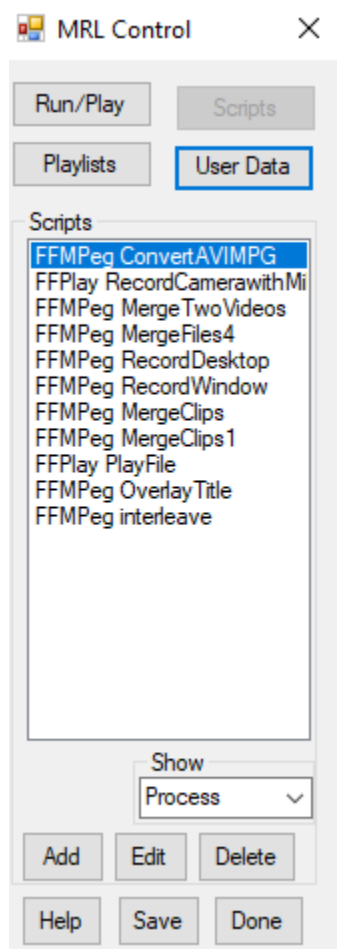 MRL Control
Run/Play Scripts
Playlists User Data
Scripts
FFMPeg ConvertAVIMPG
FFPlay RecordCamerawithMi
FFMPeg MergeTwoVideos
FFMPeg MergeFiles4
FFMPeg RecordDesktop
FFMPeg RecordWindow
FFMPeg MergeClips
FFMPeg MergeClips1
FFPlay PlayFile
FFMPeg OverlayTitle
FFMPeg interleave
Show
Process
Add Edit Delete
Help Save Done